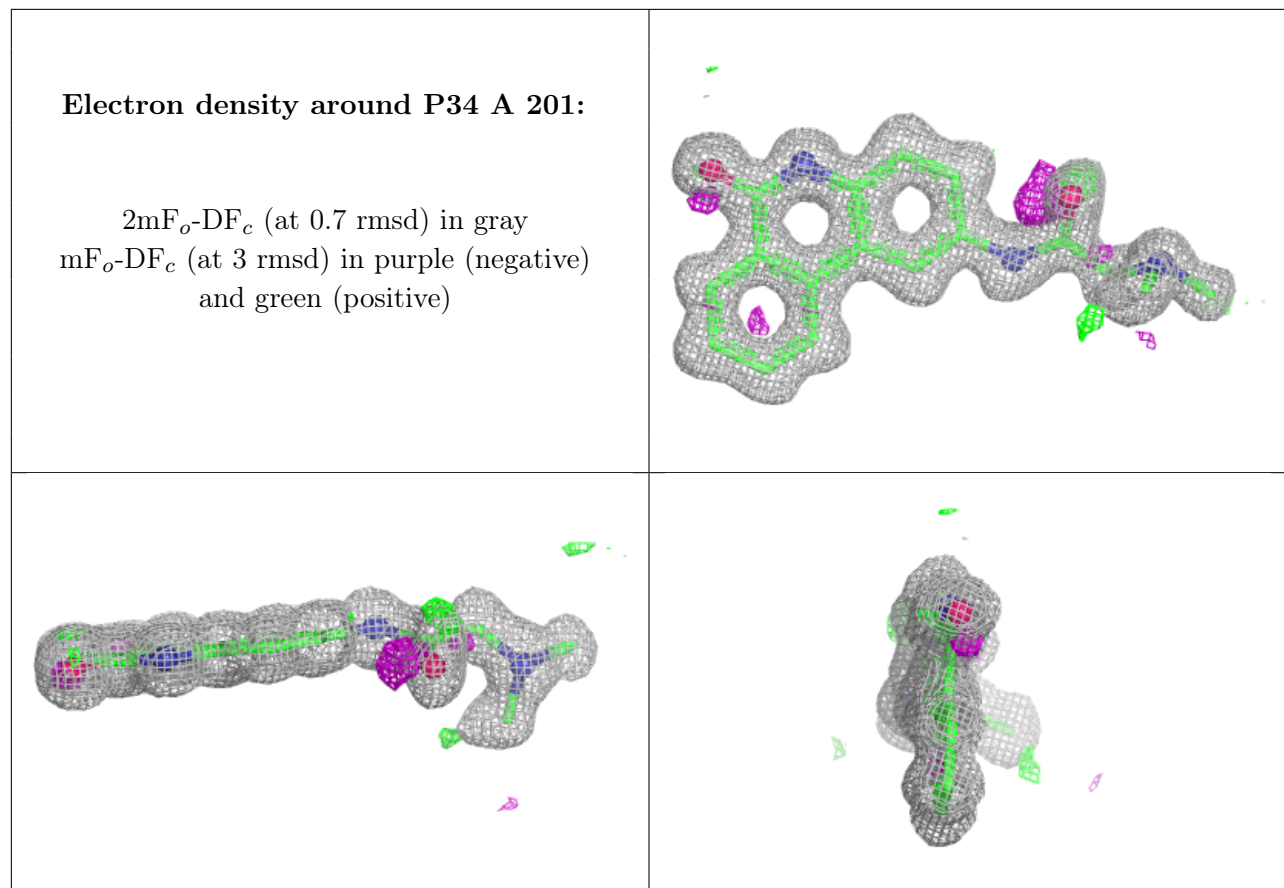 Electron density around P34 A 201:
2mFo-DFc (at 0.7 rmsd) in gray
mFo-DFc (at 3 rmsd) in purple (negative)
and green (positive)